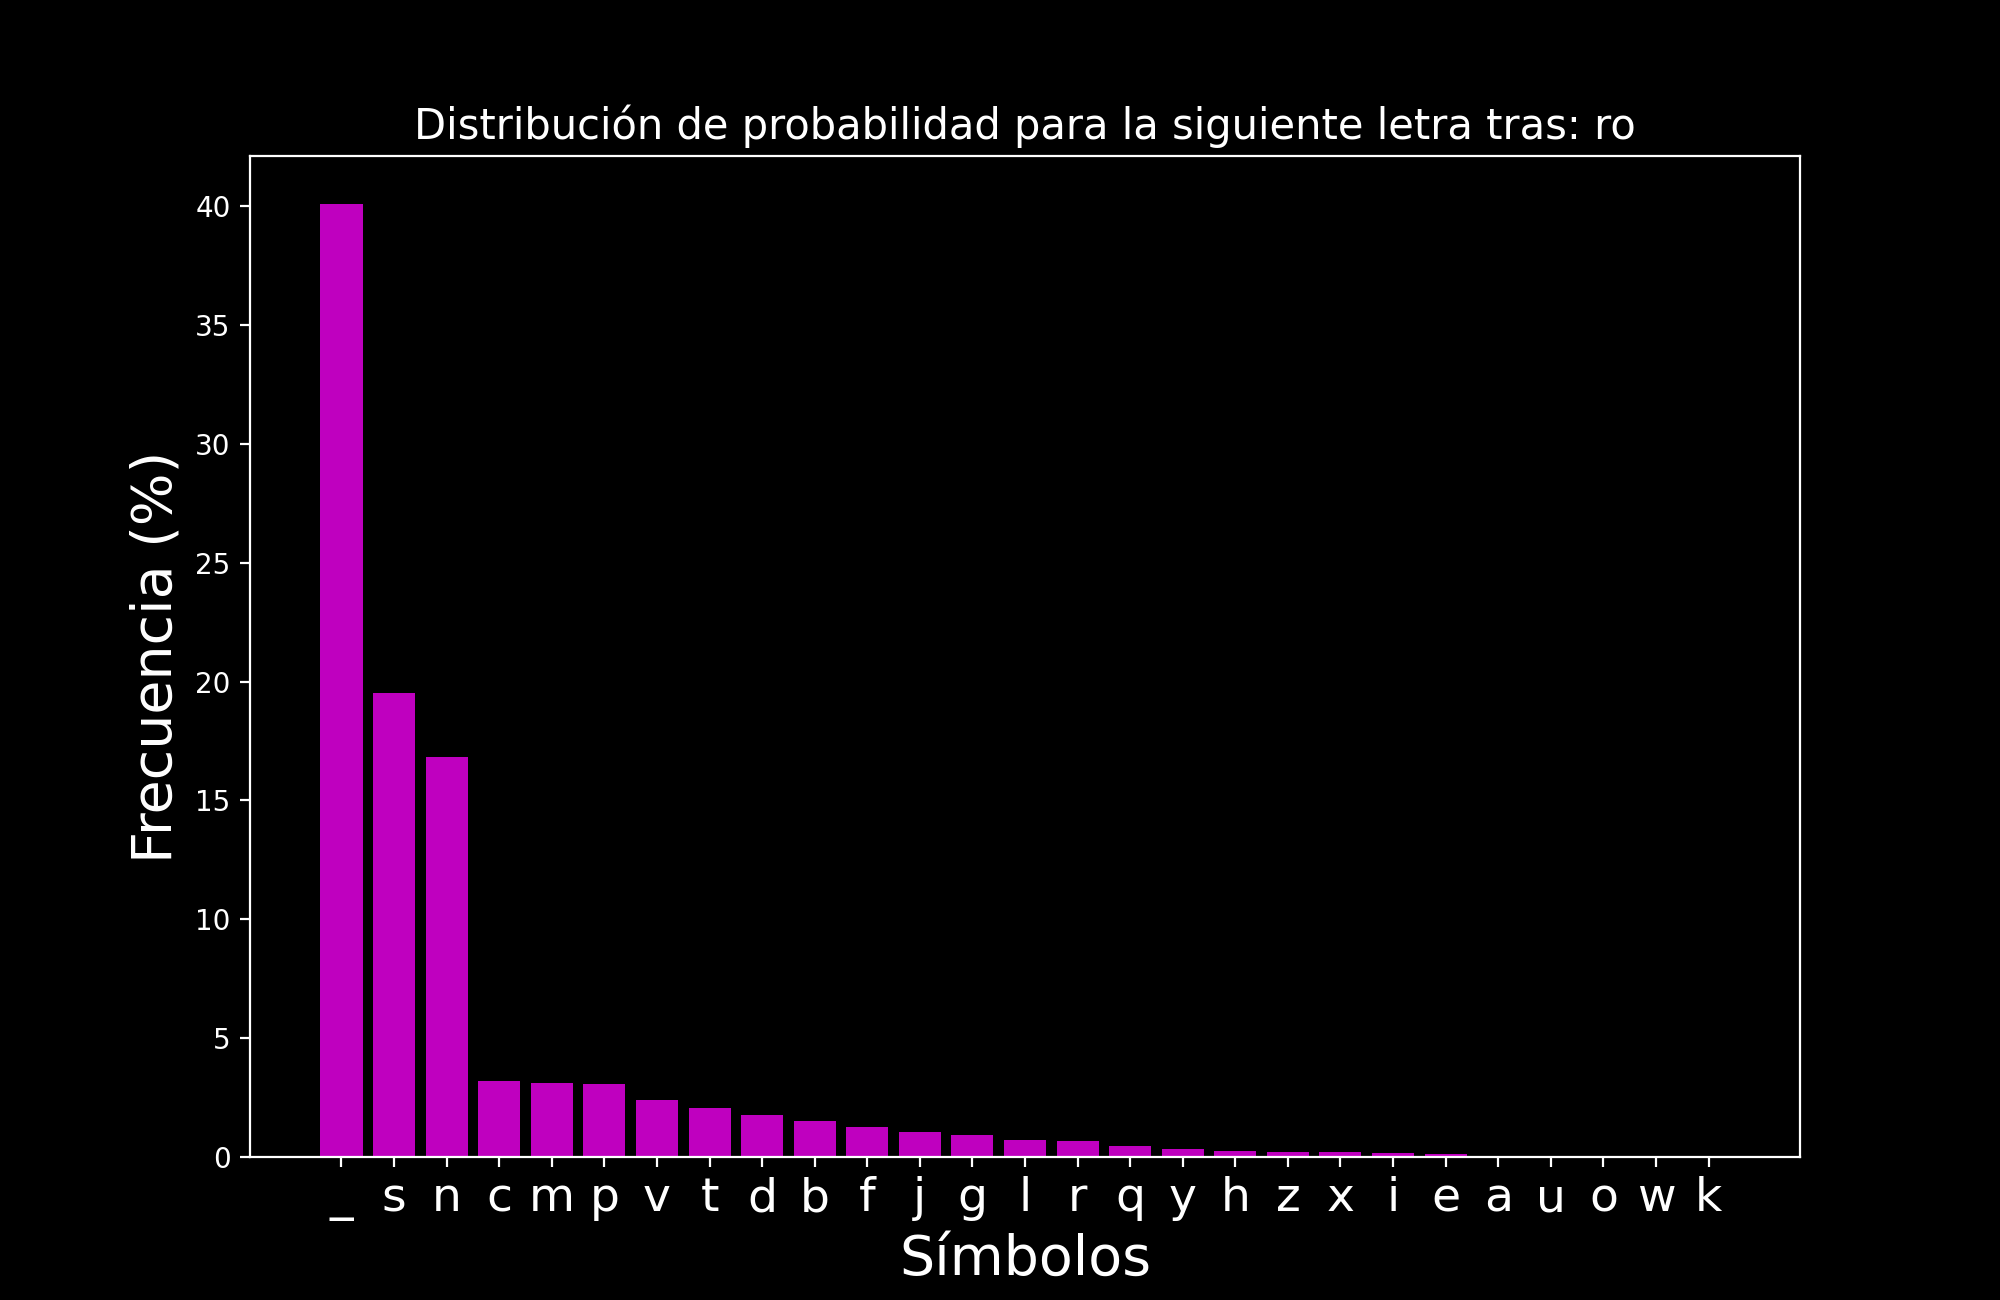 Distribución de probabilidad para la siguiente letra tras: ro
Frecuencia (%)
40
35
30
25
20
15
10
5
0
_ s n c m p v t d b f j g l r q y h z x i e a u o w k
Símbolos